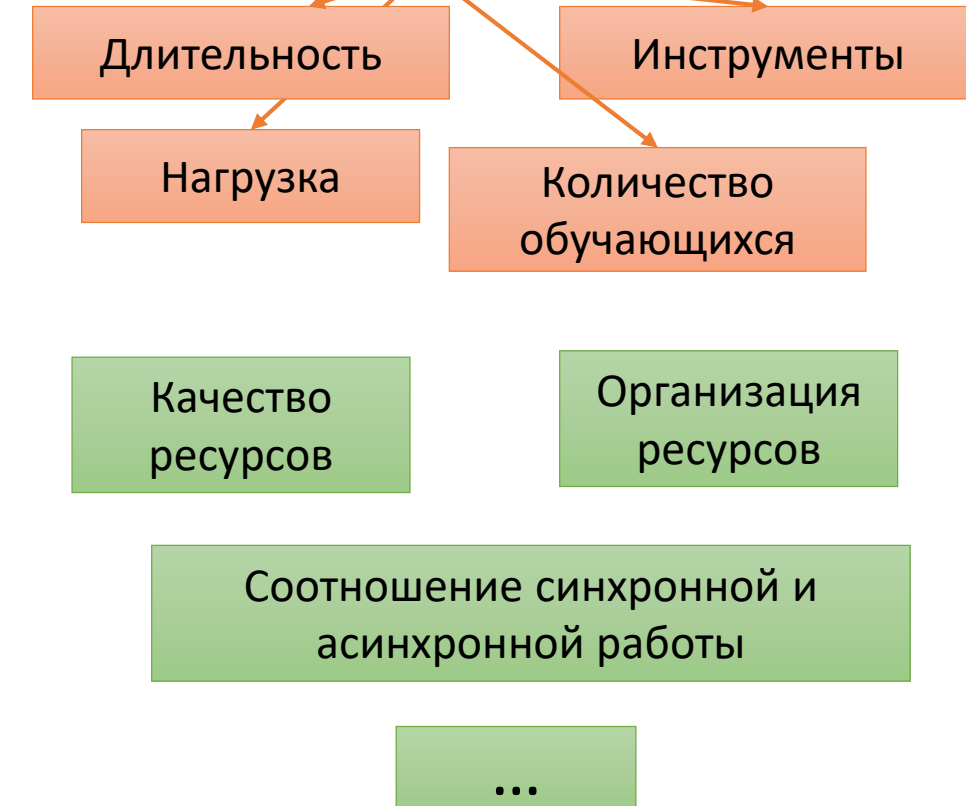 Длительность
Инструменты
Нагрузка
Количество
обучающихся
Качество
ресурсов
Организация
ресурсов
Соотношение синхронной и
асинхронной работы
...